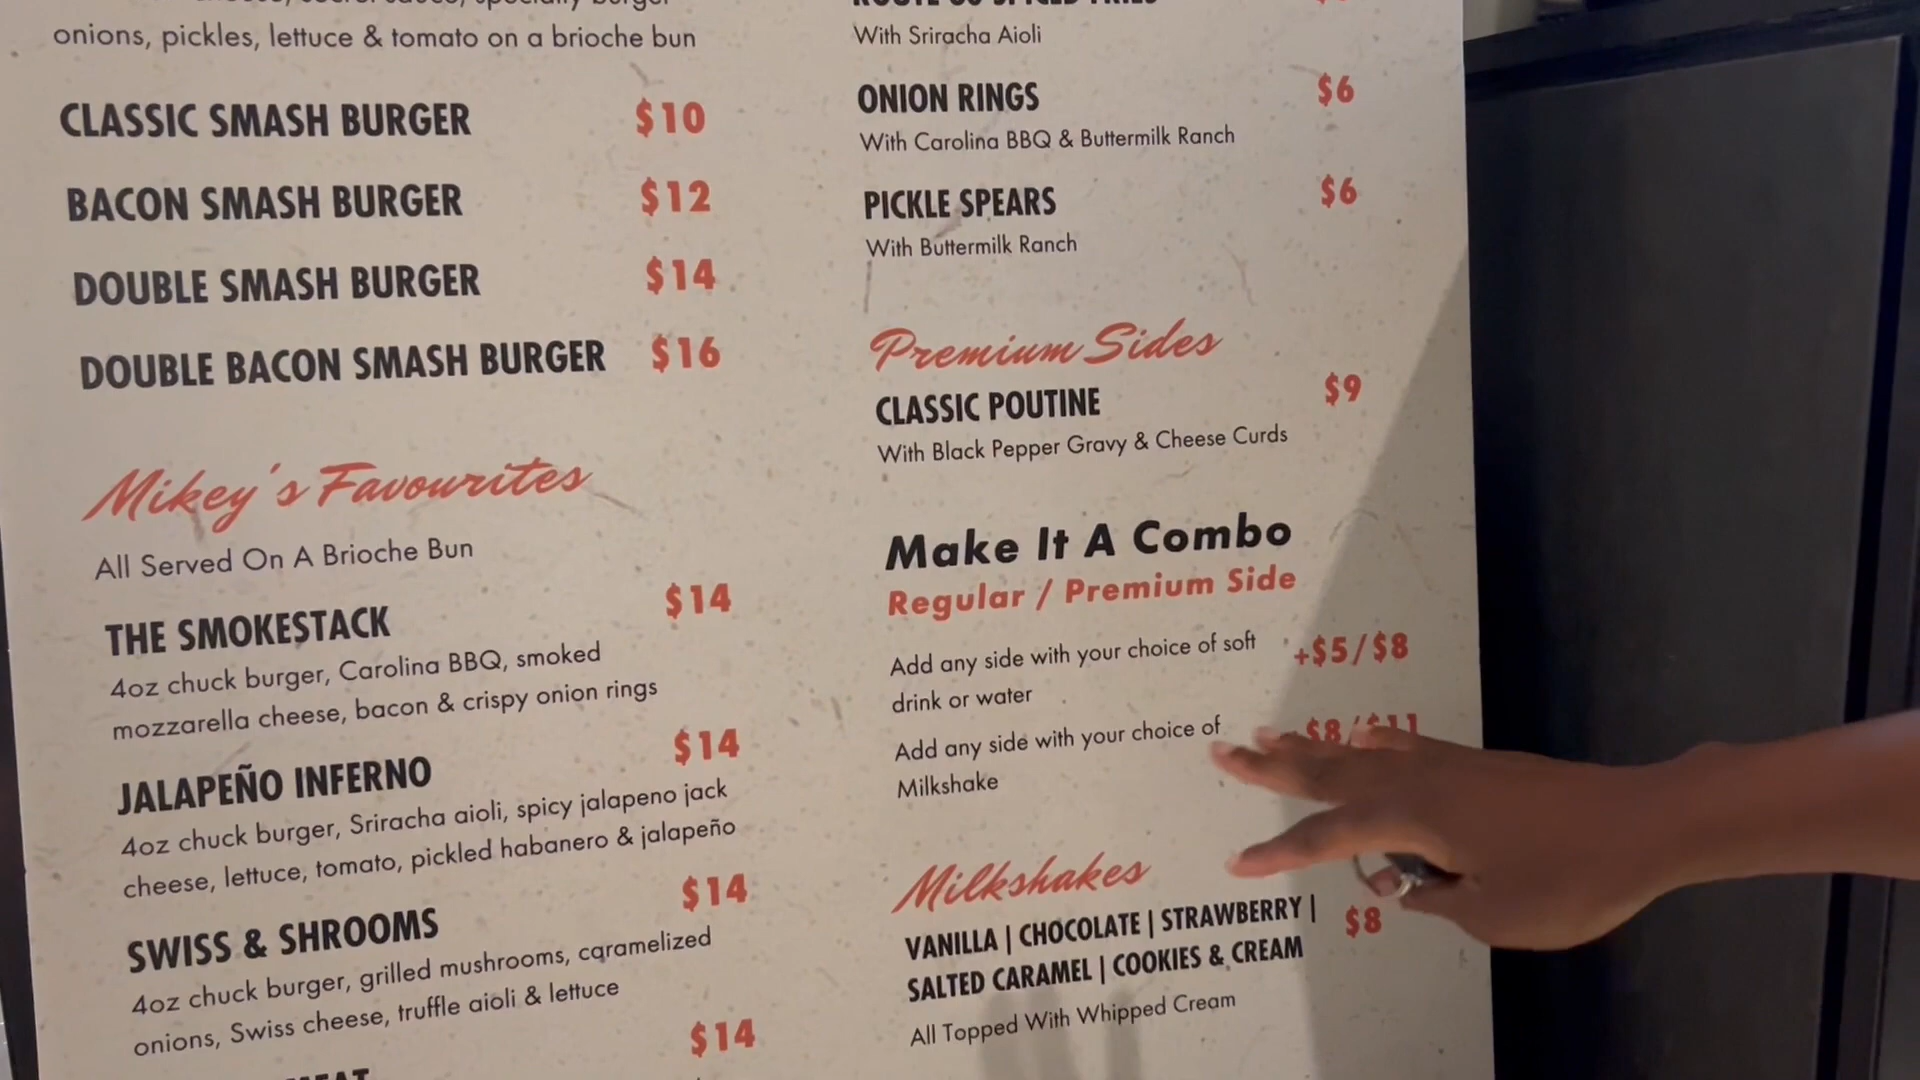 onions, pickles, lettuce & tomato on a brioche bun
CLASSIC SMASH BURGER $10
BACON SMASH BURGER $12
DOUBLE SMASH BURGER $14
DOUBLE BACON SMASH BURGER $16
Mikey's Favourites
All Served On A Brioche Bun
THE SMOKESTACK $14
4oz chuck burger, Carolina BBQ, smoked
mozzarella cheese, bacon & crispy onion rings
JALAPEÑO INFERNO $14
4oz chuck burger, Sriracha aioli, spicy jalapeno jack
cheese, lettuce, tomato, pickled habanero & jalapeño
SWISS & SHROOMS $14
4oz chuck burger, grilled mushrooms, caramelized
onions, Swiss cheese, truffle aioli & lettuce
$14
With Sriracha Aioli
ONION RINGS $6
With Carolina BBQ & Buttermilk Ranch
PICKLE SPEARS $6
With Buttermilk Ranch
Premium Sides
CLASSIC POUTINE $9
With Black Pepper Gravy & Cheese Curds
Make It A Combo
Regular / Premium Side
Add any side with your choice of soft +$5/$8
drink or water
Add any side with your choice of $8/$11
Milkshake
Milkshakes
VANILLA | CHOCOLATE | STRAWBERRY | $8
SALTED CARAMEL | COOKIES & CREAM
All Topped With Whipped Cream